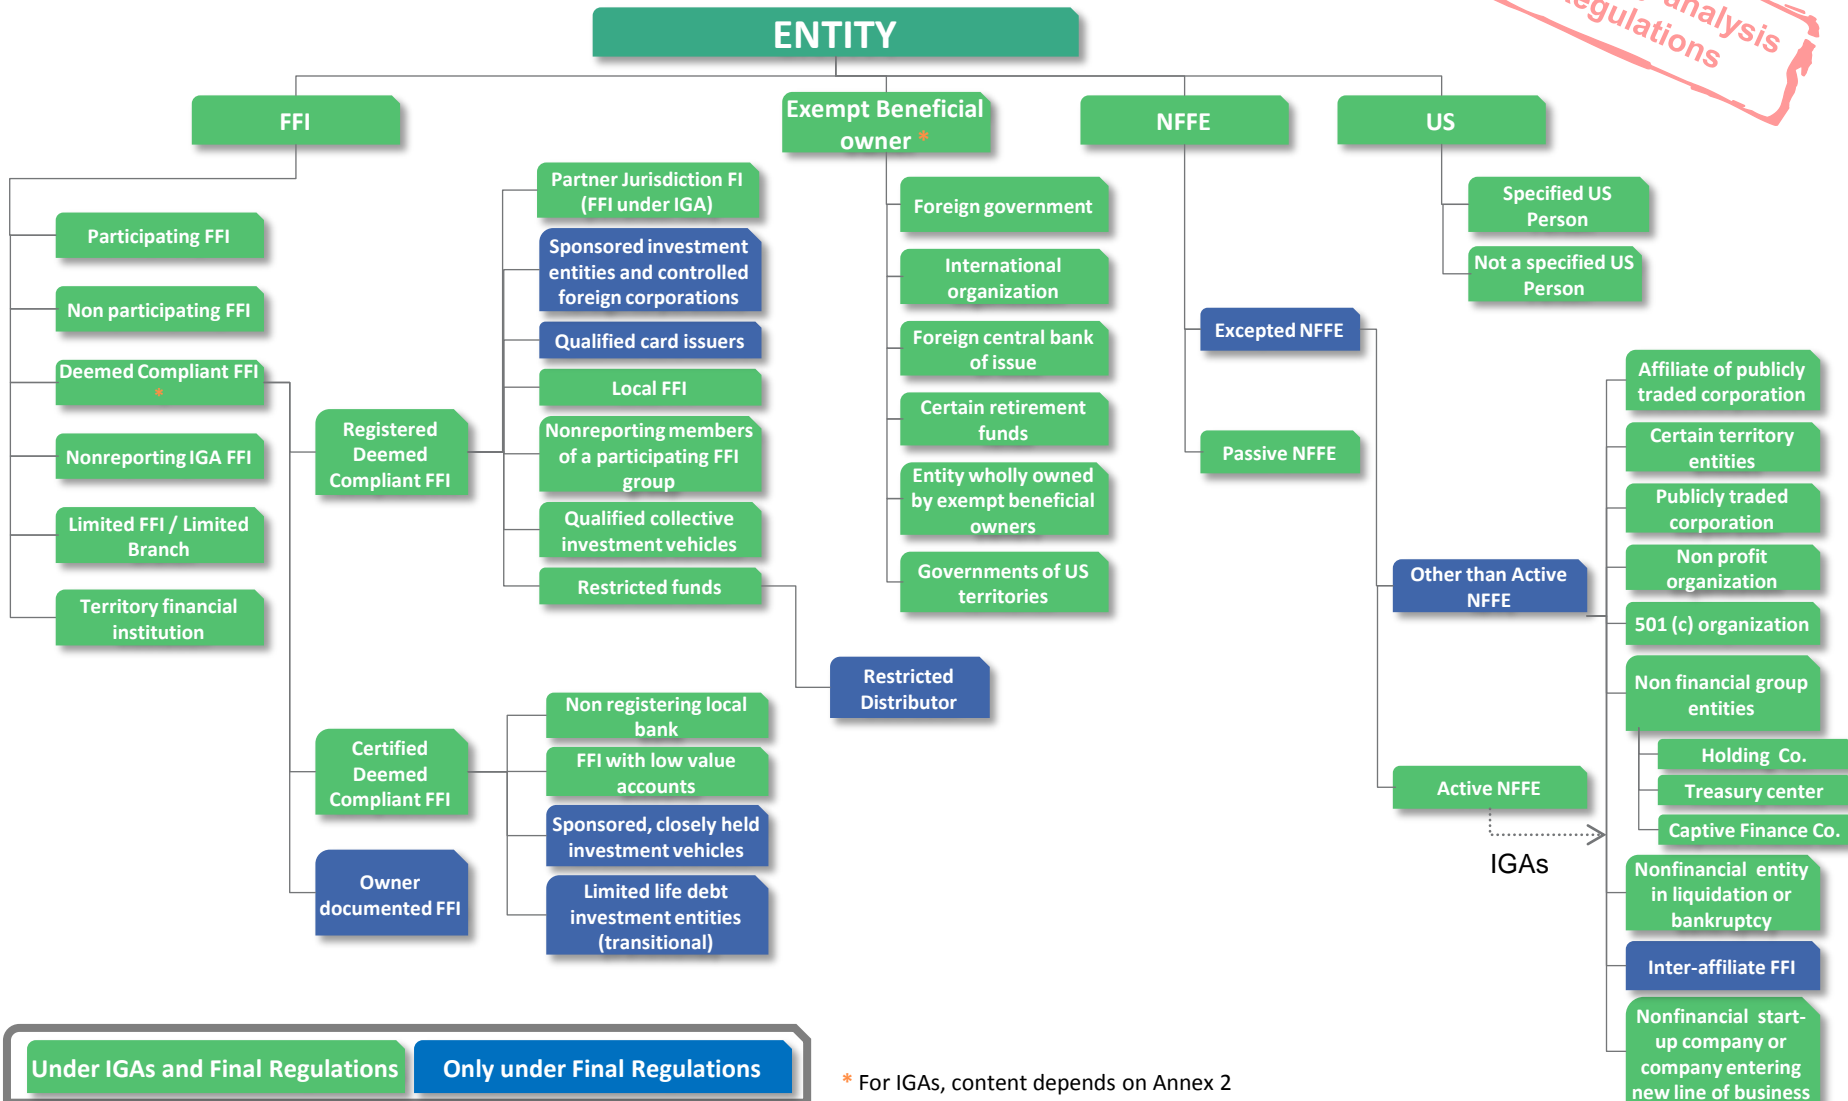 ENTITY
analysis
Regulations
FFI
Exempt Beneficial
owner *
NFFE
US
Participating FFI
Non participating FFI
Deemed Compliant FFI
*
Nonreporting IGA FFI
Limited FFI / Limited
Branch
Territory financial
institution
Registered
Deemed
Compliant FFI
Certified
Deemed
Compliant FFI
Owner
documented FFI
Partner Jurisdiction FI
(FFI under IGA)
Sponsored investment
entities and controlled
foreign corporations
Qualified card issuers
Local FFI
Nonreporting members
of a participating FFI
group
Qualified collective
investment vehicles
Restricted funds
Restricted
Distributor
Non registering local
bank
FFI with low value
accounts
Sponsored, closely held
investment vehicles
Limited life debt
investment entities
(transitional)
Foreign government
International
organization
Foreign central bank
of issue
Certain retirement
funds
Entity wholly owned
by exempt beneficial
owners
Governments of US
territories
Excepted NFFE
Passive NFFE
Specified US
Person
Not a specified US
Person
Other than Active
NFFE
Active NFFE
IGAs
Affiliate of publicly
traded corporation
Certain territory
entities
Publicly traded
corporation
Non profit
organization
501 (c) organization
Non financial group
entities
Holding Co.
Treasury center
Captive Finance Co.
Nonfinancial entity
in liquidation or
bankruptcy
Inter-affiliate FFI
Nonfinancial start-
up company or
company entering
new line of business
Under IGAs and Final Regulations
Only under Final Regulations
* For IGAs, content depends on Annex 2